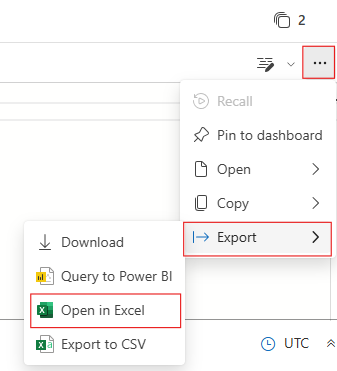 2
Recall
Pin to dashboard
Open
Copy
Export
Download
Query to Power BI
Open in Excel
Export to CSV
UTC